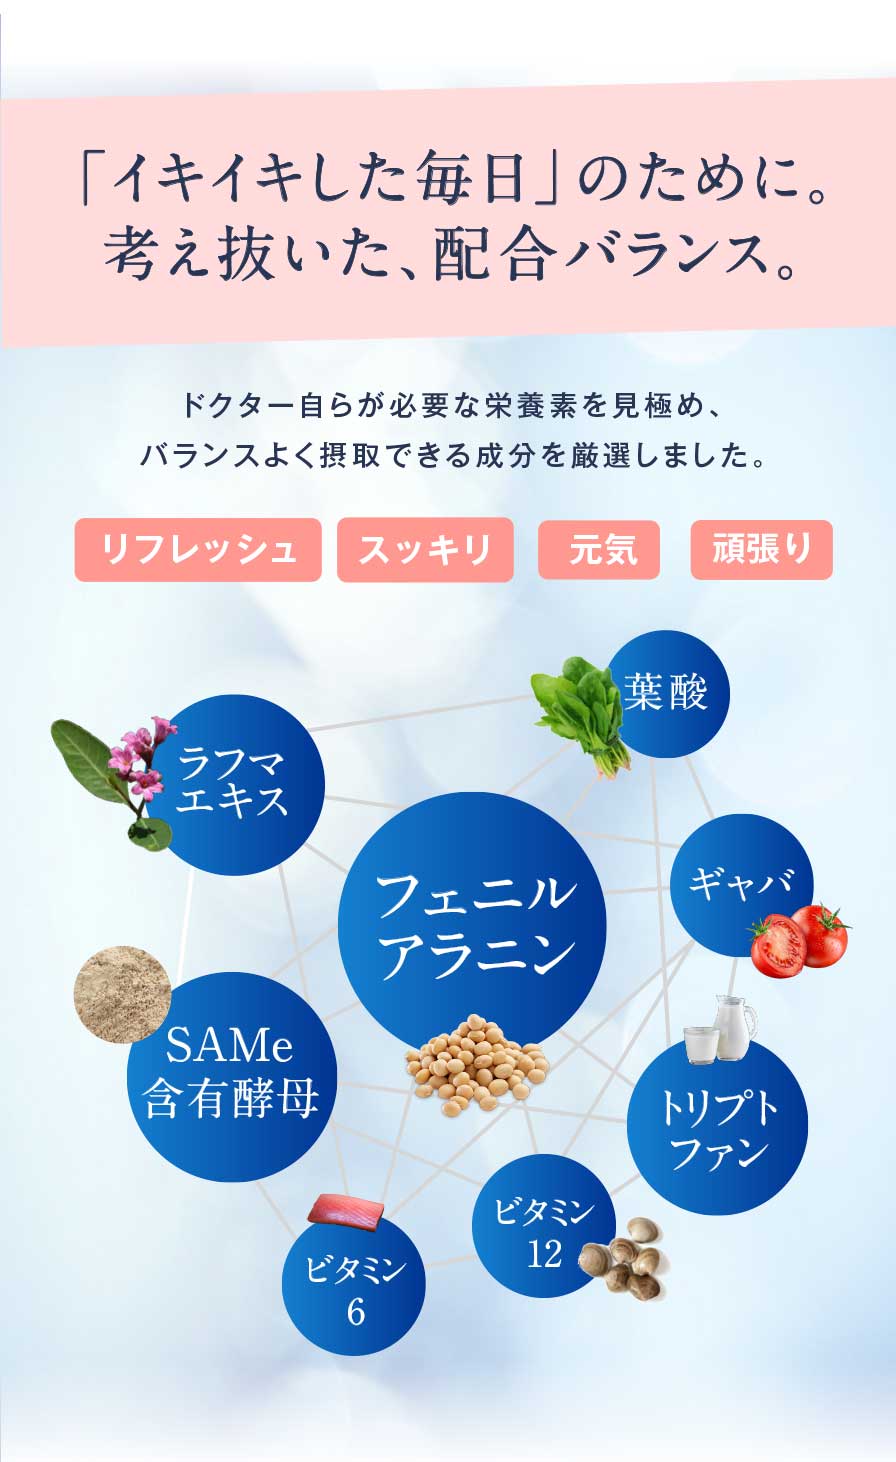 「イキイキした毎日」のために。
考え抜いた、配合バランス。
ドクター自らが必要な栄養素を見極め、
バランスよく摂取できる成分を厳選しました。
リフレッシュ
スッキリ
元気
頑張り
葉酸
ラフマ
エキス
フェニル
アラニン
ギャバ
SAMe
含有酵母
トリプト
ファン
ビタミン
12
ビタミン
6